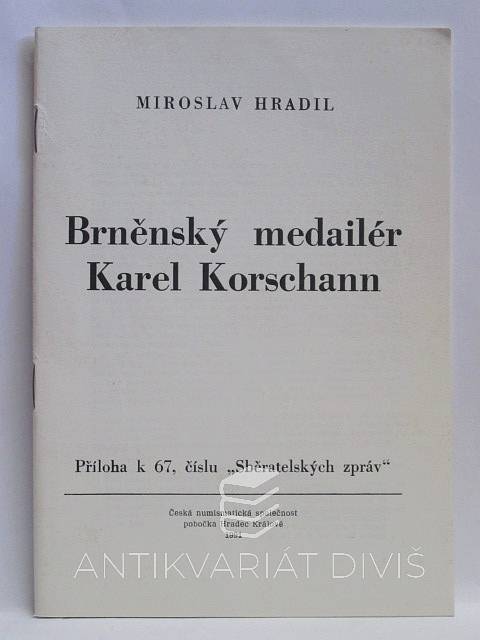 MIROSLAV HRADIL
Brněnský medailér
Karel Korschann
Příloha k 67, číslu „Sběratelských zpráv“
Česká numismatická společnost
pobočka Hradec Králové
1991
ANTIKVARIÁT DIVIŠ